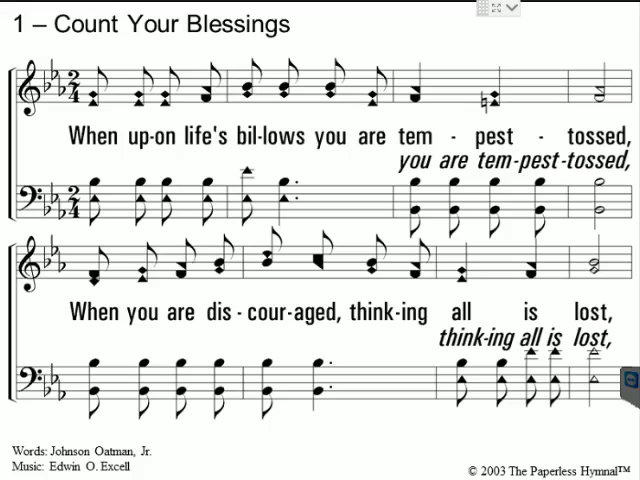 1 – Count Your Blessings
When up-on life's bil-lows you are tem - pest - tossed,
you are tem-pest-tossed,
When you are dis-cour-aged, think-ing all is lost,
think-ing all is lost,
Words: Johnson Oatman, Jr.
Music: Edwin O. Excell
© 2003 The Paperless Hymnal™